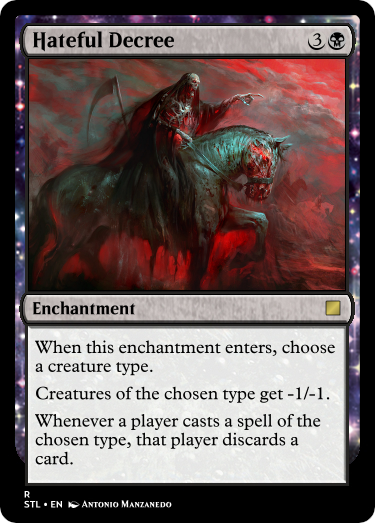 Hateful Decree 3
Enchantment
When this enchantment enters, choose
a creature type.
Creatures of the chosen type get -1/-1.
Whenever a player casts a spell of the
chosen type, that player discards a
card.
R
STL • EN Antonio Manzanedo